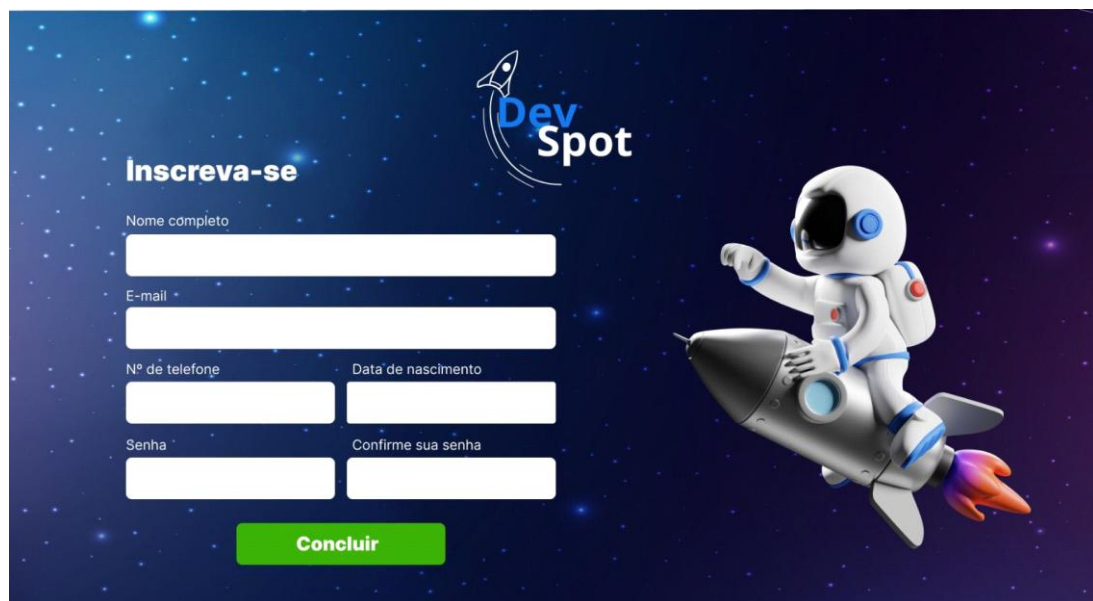 Dev
Spot
Inscreva-se
Nome completo
E-mail
Nº de telefone
Data de nascimento
Senha
Confirme sua senha
Concluir